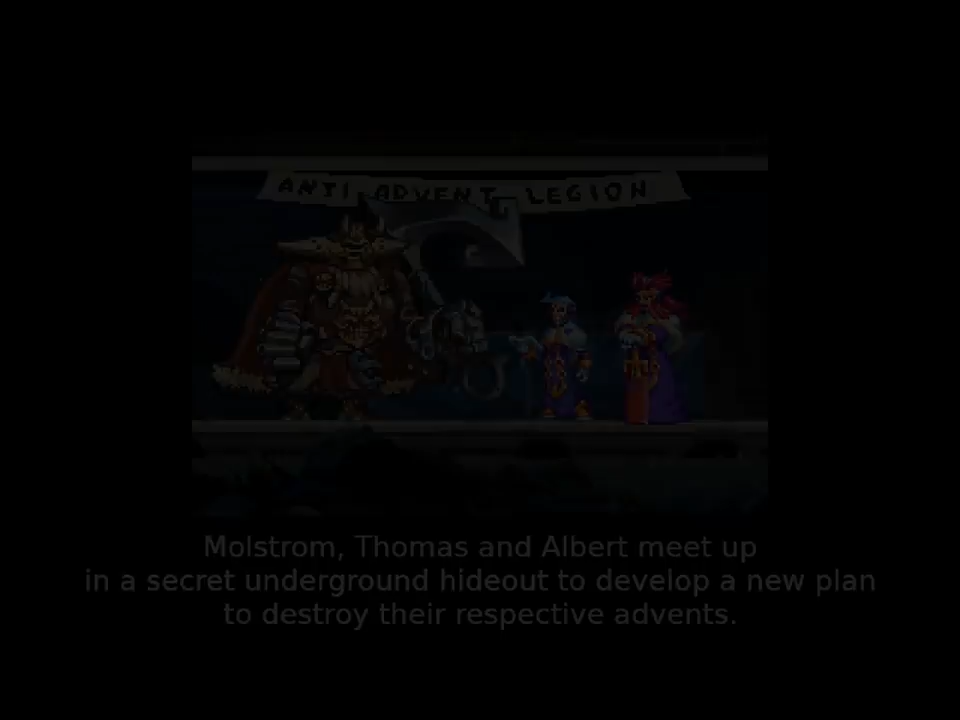 ANTI ADVENT LEGION
Molstrom, Thomas and Albert meet up
in a secret underground hideout to develop a new plan
to destroy their respective advents.